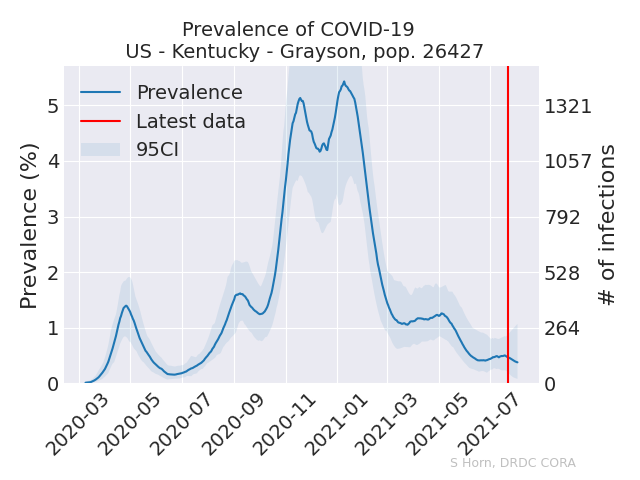 Prevalence of COVID-19
US - Kentucky - Grayson, pop. 26427
Prevalence
Latest data
95CI
Prevalence (%)
5
4
3
2
1
0
1321
1057
792
528
264
0
# of infections
2020-03
2020-05
2020-07
2020-09
2020-11
2021-01
2021-03
2021-05
2021-07
S Horn, DRDC CORA